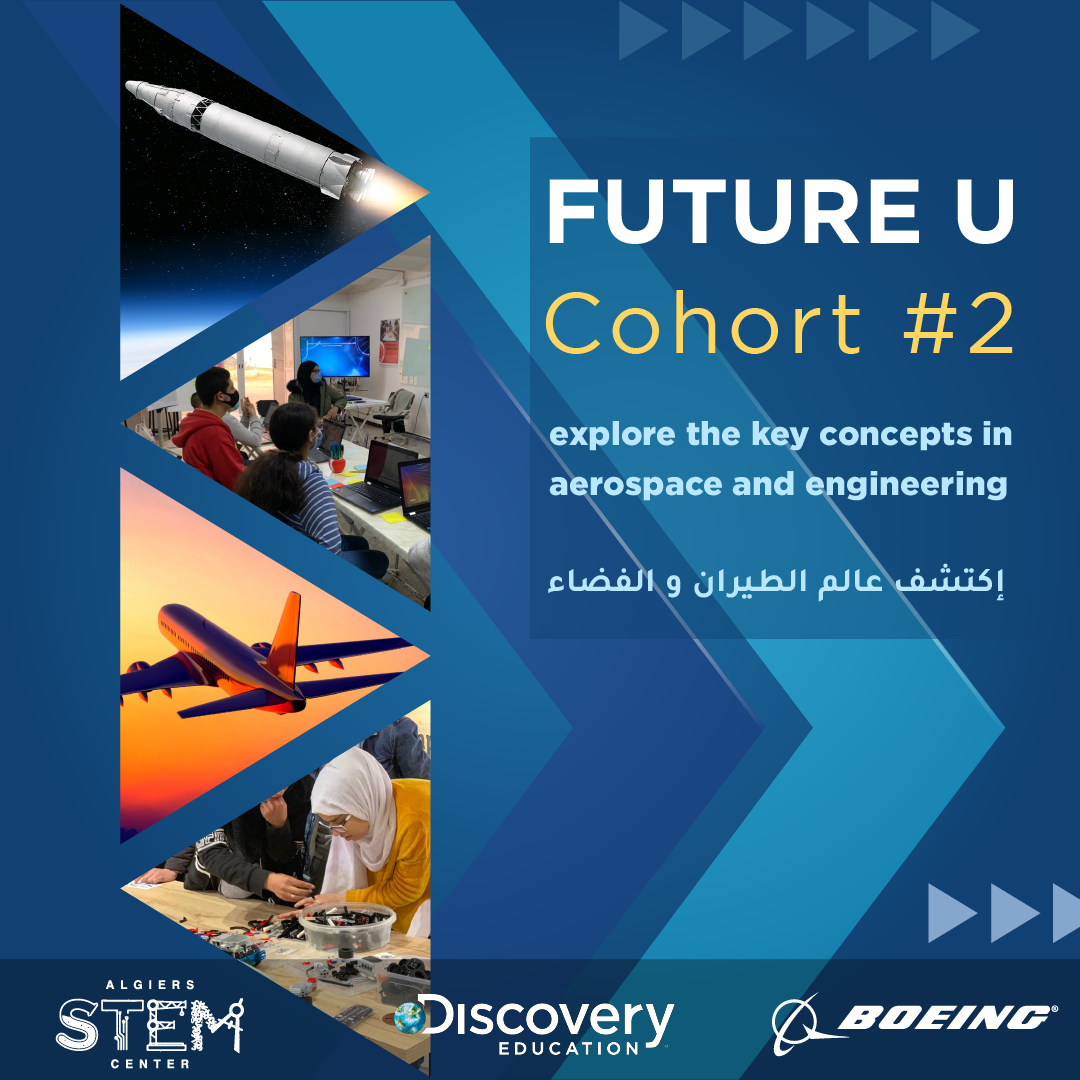 FUTURE U
Cohort #2
explore the key concepts in
aerospace and engineering
إكتشف عالم الطيران و الفضاء
ALGIERS
STEM
CENTER
Discovery
EDUCATION
BOEING®